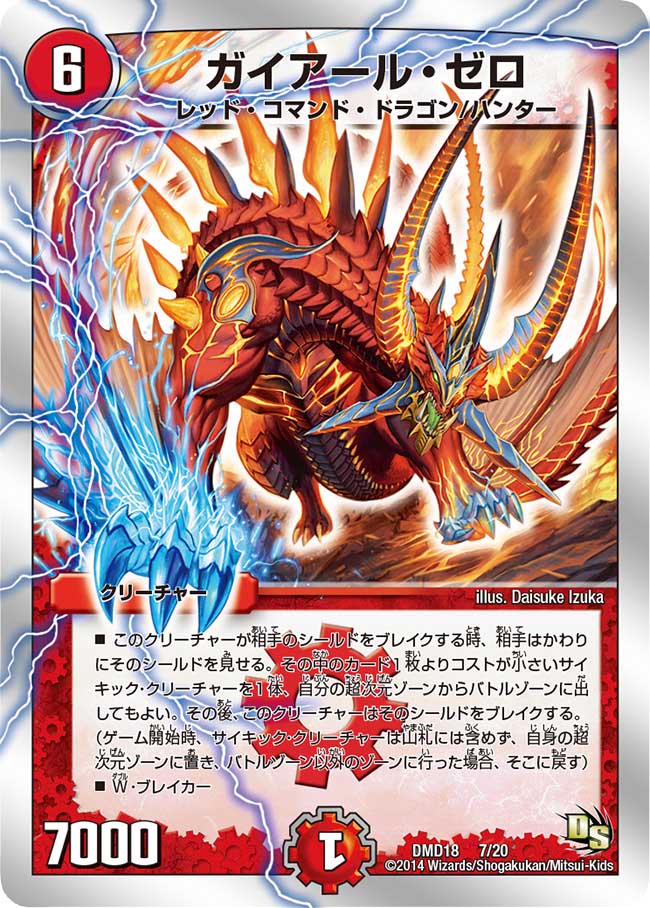 6
ガイアール・ゼロ
レッド・コマンド・ドラゴン/ハンター
クリーチャー
illus. Daisuke Izuka
■ このクリーチャーが相手のシールドをブレイクする時、相手はかわり
にそのシールドを見せる。その中のカード1枚よりコストが小さいサイ
キック・クリーチャーを1体、自分の超次元ゾーンからバトルゾーンに出
してもよい。その後、このクリーチャーはそのシールドをブレイクする。
(ゲーム開始時、サイキック・クリーチャーは山札には含めず、自身の超
次元ゾーンに置き、バトルゾーン以外のゾーンに行った場合、そこに戻す)
■ W・ブレイカー
7000
1
DMD18 7/20
©2014 Wizards/Shogakukan/Mitsui-Kids
DS